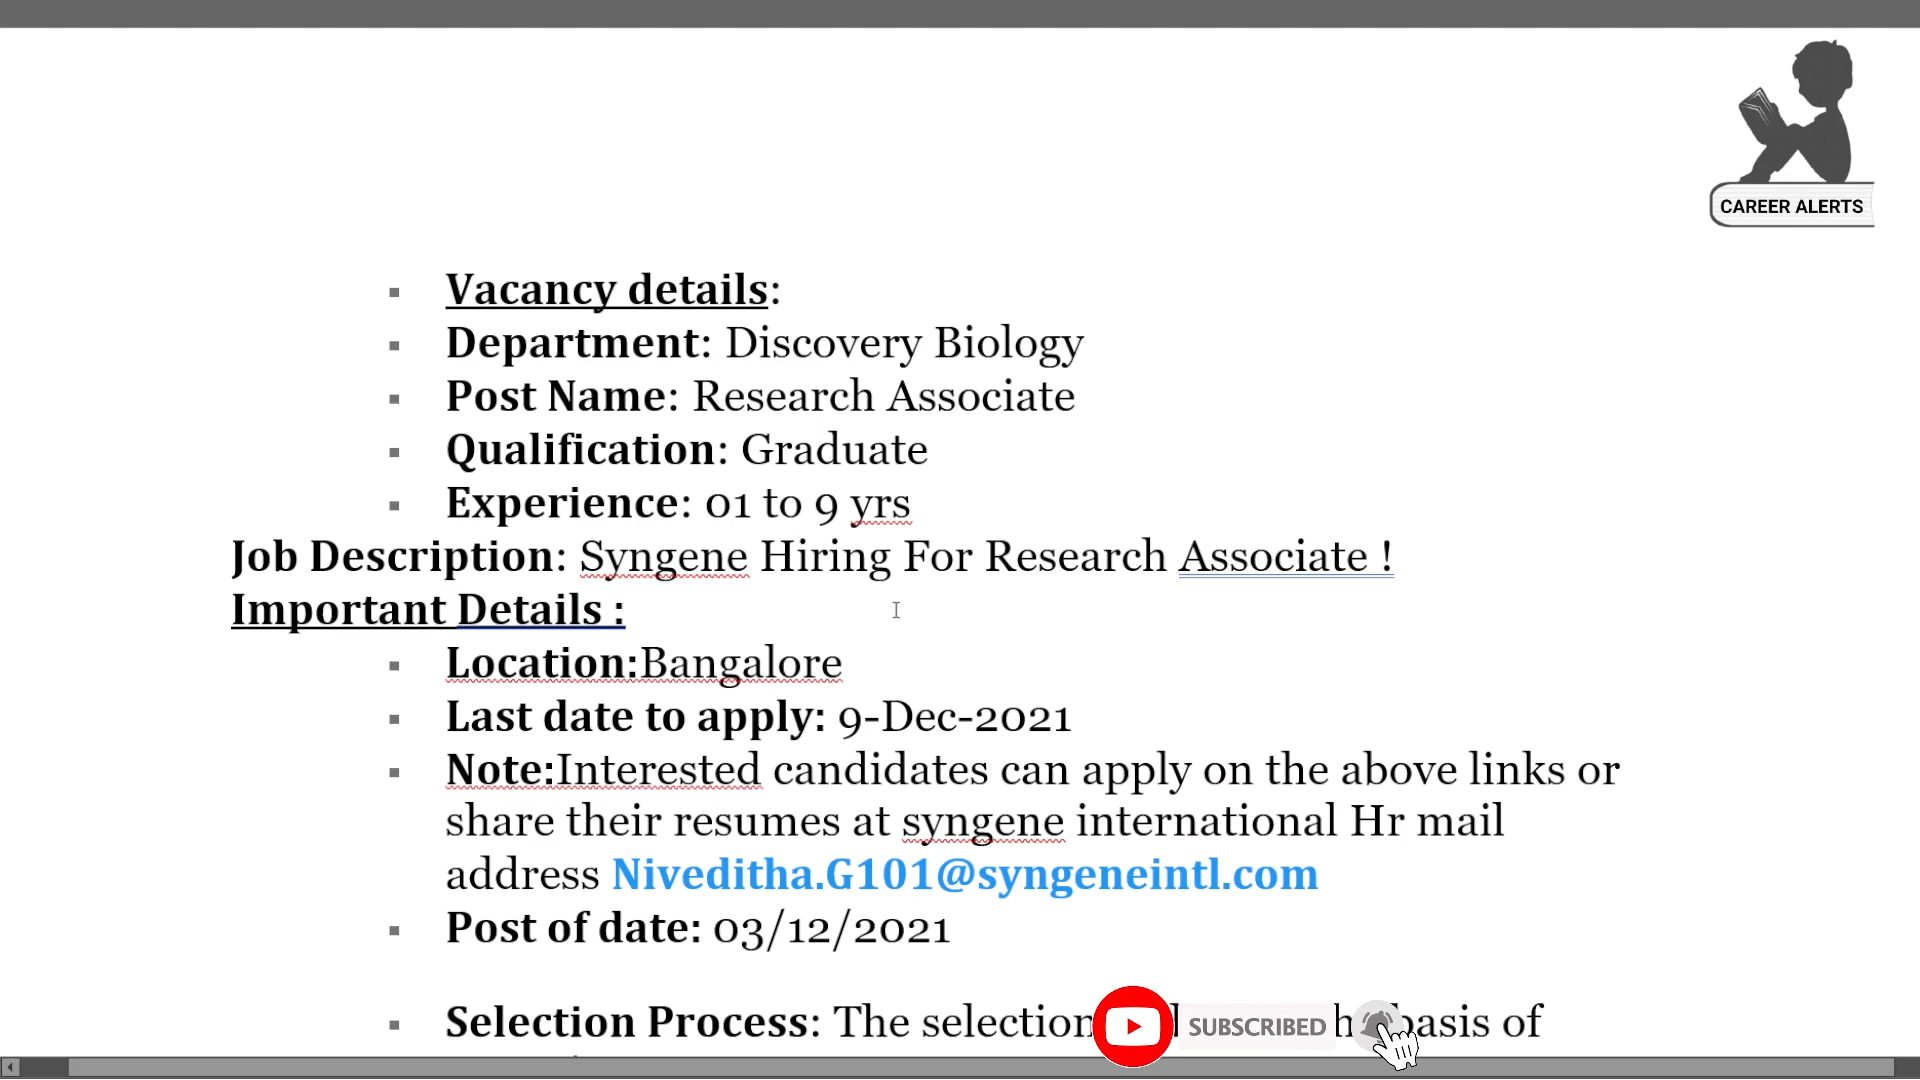 CAREER ALERTS
Vacancy details:
Department: Discovery Biology
Post Name: Research Associate
Qualification: Graduate
Experience: 01 to 9 yrs
Job Description: Syngene Hiring For Research Associate !
Important Details :
Location:Bangalore
Last date to apply: 9-Dec-2021
Note:Interested candidates can apply on the above links or
share their resumes at syngene international Hr mail
address Niveditha.G101@syngeneintl.com
Post of date: 03/12/2021
Selection Process: The selection basis of
SUBSCRIBED